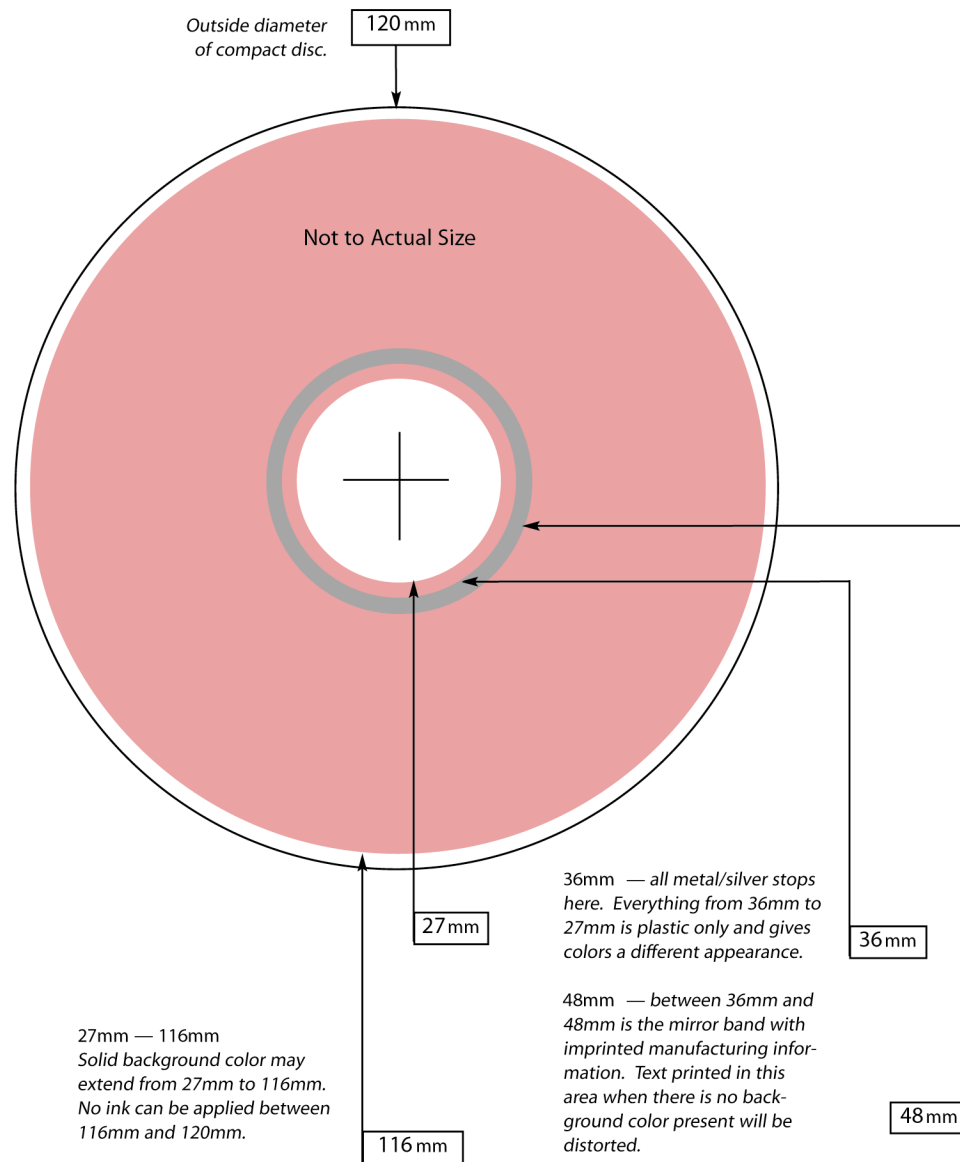 Outside diameter
of compact disc.
120 mm
Not to Actual Size
36mm — all metal/silver stops
here. Everything from 36mm to
27mm is plastic only and gives
colors a different appearance.
27 mm
36 mm
48mm — between 36mm and
48mm is the mirror band with
imprinted manufacturing infor-
mation. Text printed in this
area when there is no back-
ground color present will be
distorted.
27mm — 116mm
Solid background color may
extend from 27mm to 116mm.
No ink can be applied between
116mm and 120mm.
116 mm
48 mm